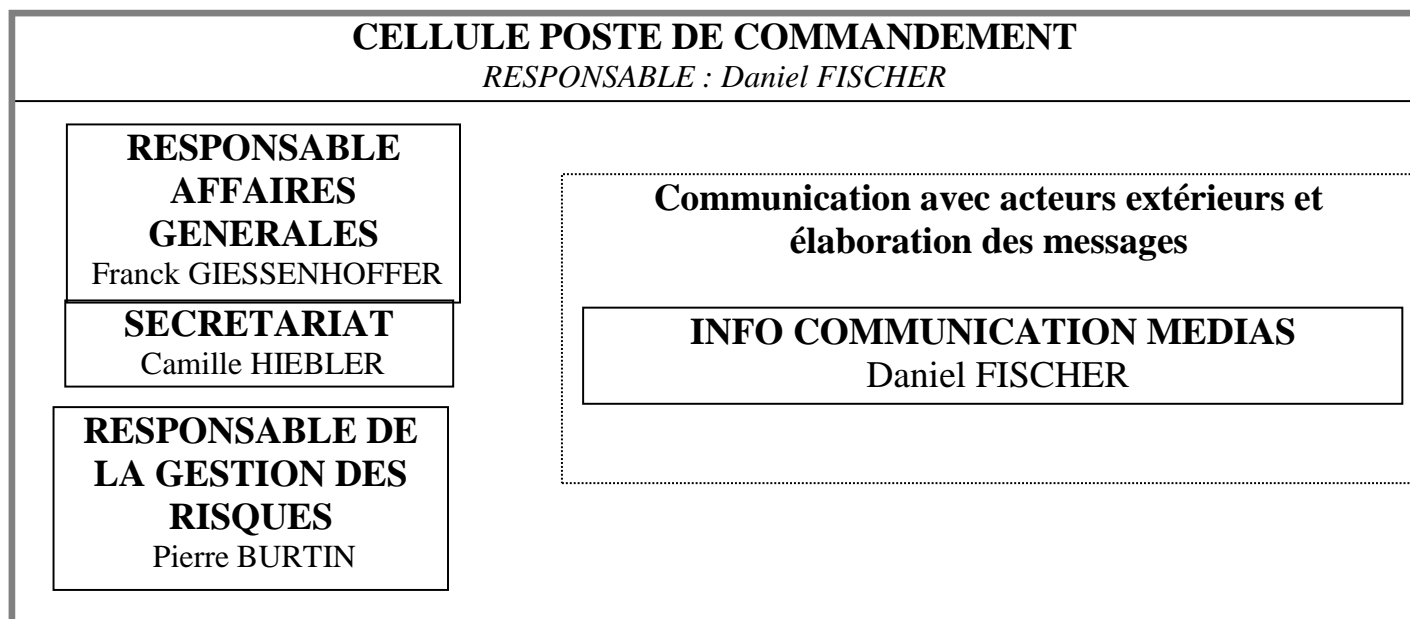 CELLULE POSTE DE COMMANDEMENT
RESPONSABLE : Daniel FISCHER
RESPONSABLE
AFFAIRES
GENERALES
Franck GIESSENHOFFER
SECRETARIAT
Camille HIEBLER
RESPONSABLE DE
LA GESTION DES
RISQUES
Pierre BURTIN
Communication avec acteurs extérieurs et
élaboration des messages
INFO COMMUNICATION MEDIAS
Daniel FISCHER